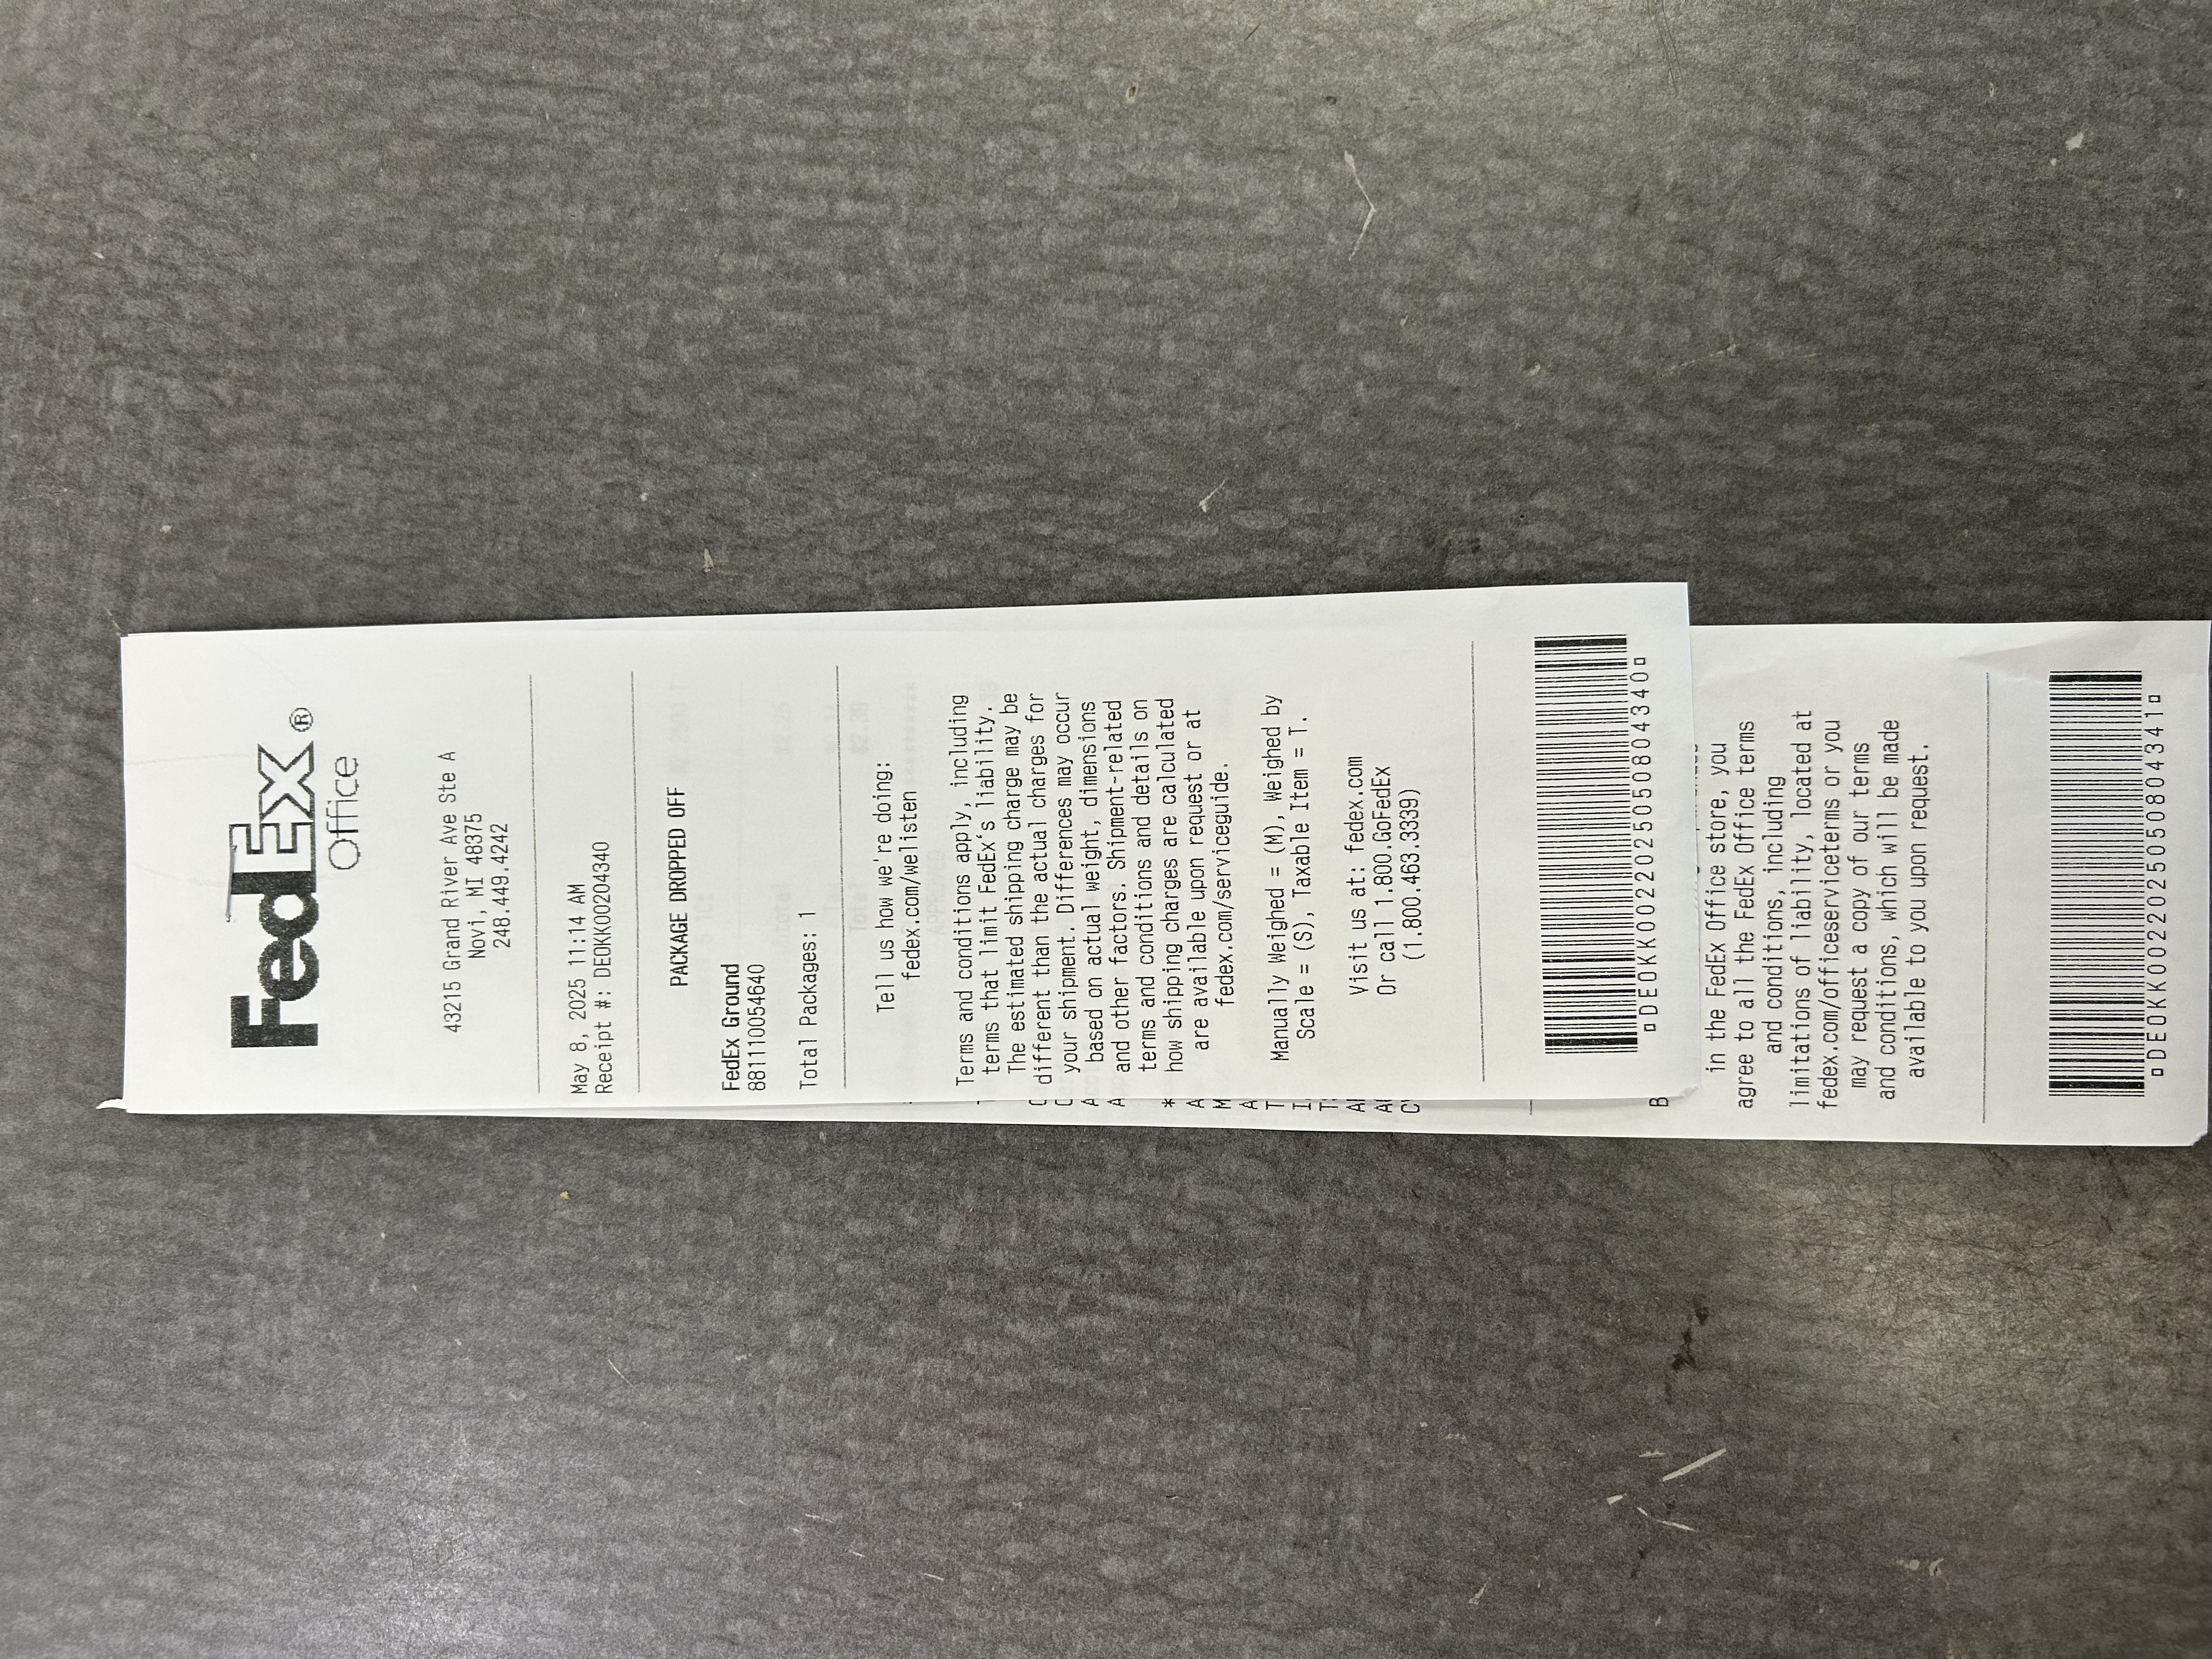 FedEx®
Office
43215 Grand River Ave Ste A
Novi, MI 48375
248.449.4242
May 8, 2025 11:14 AM
Receipt #: DEOKK00204340
PACKAGE DROPPED OFF
FedEx Ground
881110054640
Total Packages: 1
Tell us how we're doing:
fedex.com/welisten
Terms and conditions apply, including
terms that limit FedEx's liability.
The estimated shipping charge may be
different than the actual charges for
your shipment. Differences may occur
based on actual weight, dimensions
and other factors. Shipment-related
terms and conditions and details on
how shipping charges are calculated
are available upon request or at
fedex.com/serviceguide.
Manually Weighed = (M), Weighed by
Scale = (S), Taxable Item = T.
Visit us at: fedex.com
Or call 1.800.GoFedEx
(1.800.463.3339)
DEOKK0022025050804340
in the FedEx Office store, you
agree to all the FedEx Office terms
and conditions, including
limitations of liability, located at
fedex.com/officeserviceterms or you
may request a copy of our terms
and conditions, which will be made
available to you upon request.
DEOKK0022025050804341